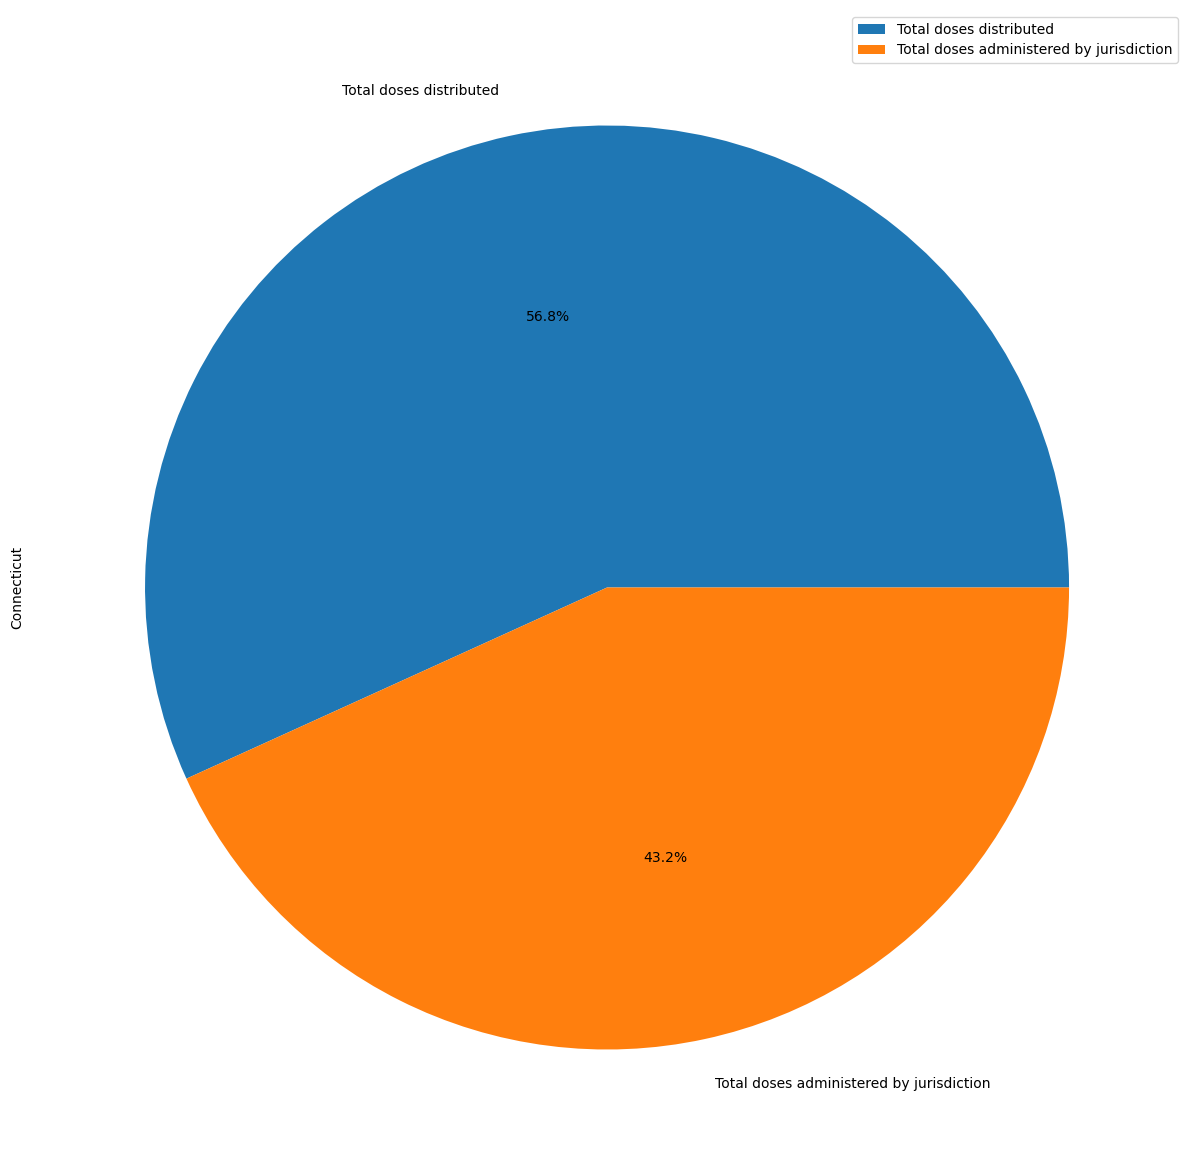 Total doses distributed
Total doses administered by jurisdiction
Total doses distributed
56.8%
Connecticut
43.2%
Total doses administered by jurisdiction